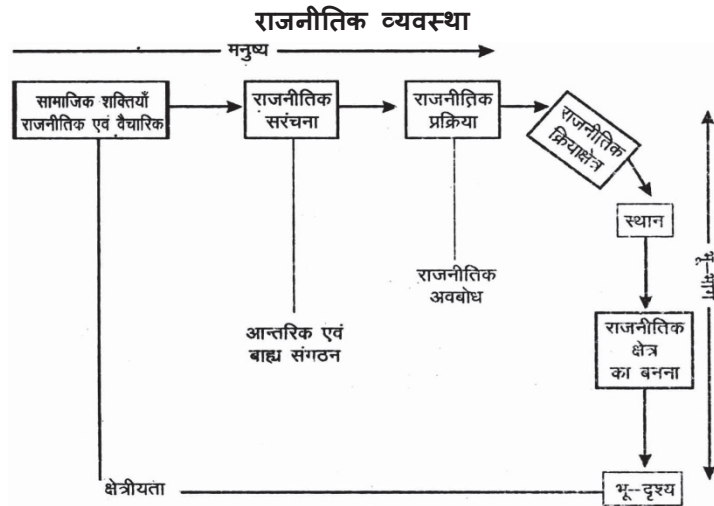 राजनीतिक व्यवस्था
मनुष्य
सामाजिक शक्तियाँ
राजनीतिक एवं वैचारिक
राजनीतिक
सरंचना
राजनीतिक
प्रक्रिया
राजनीतिक
क्रियाक्षेत्र
स्थान
भू-भाग
राजनीतिक
अवबोध
आन्तरिक एवं
बाह्य संगठन
राजनीतिक
क्षेत्र
का बनना
क्षेत्रीयता
भू-दृश्य